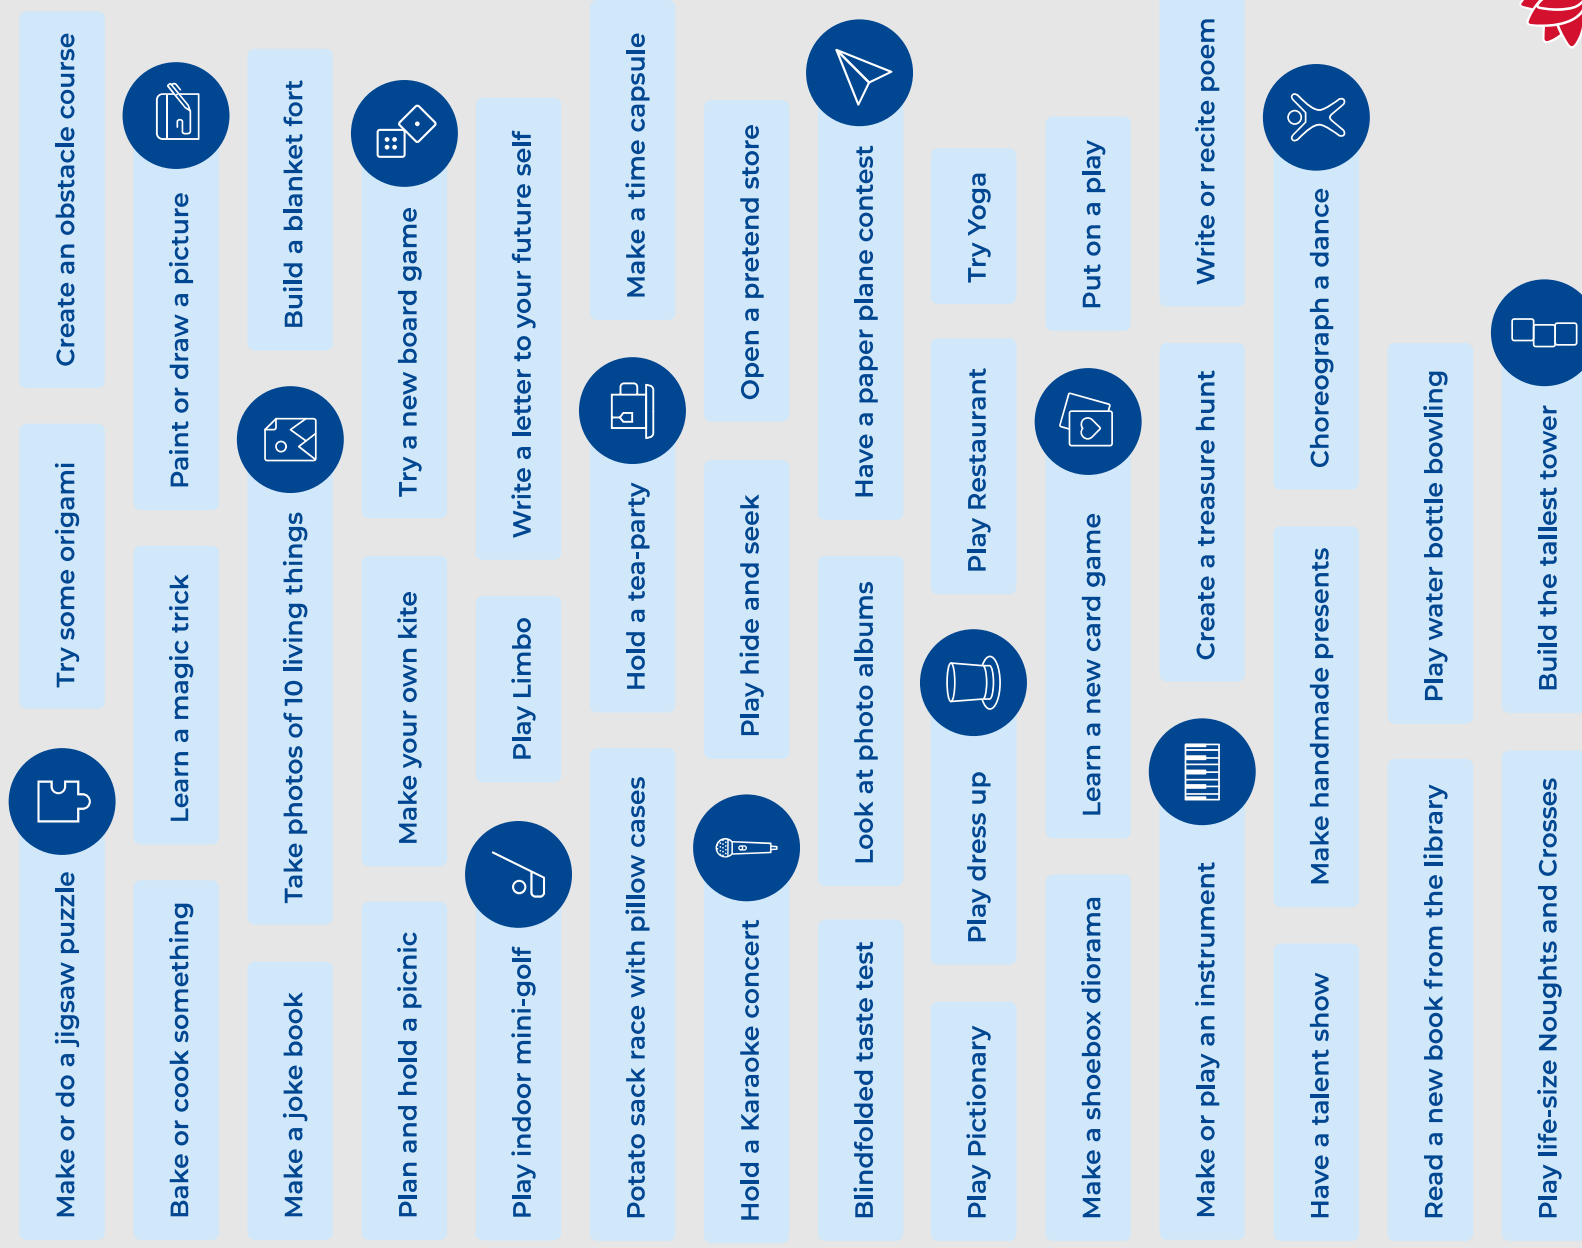 Make or do a jigsaw puzzle
Try some origami
Create an obstacle course
Bake or cook something
Learn a magic trick
Paint or draw a picture
Make a joke book
Take photos of 10 living things
Build a blanket fort
Plan and hold a picnic
Make your own kite
Try a new board game
Play indoor mini-golf
Play Limbo
Write a letter to your future self
Potato sack race with pillow cases
Hold a tea-party
Make a time capsule
Hold a Karaoke concert
Play hide and seek
Open a pretend store
Blindfolded taste test
Look at photo albums
Have a paper plane contest
Play Pictionary
Play dress up
Play Restaurant
Try Yoga
Make a shoebox diorama
Learn a new card game
Put on a play
Make or play an instrument
Create a treasure hunt
Write or recite poem
Have a talent show
Make handmade presents
Choreograph a dance
Read a new book from the library
Play water bottle bowling
Play life-size Noughts and Crosses
Build the tallest tower